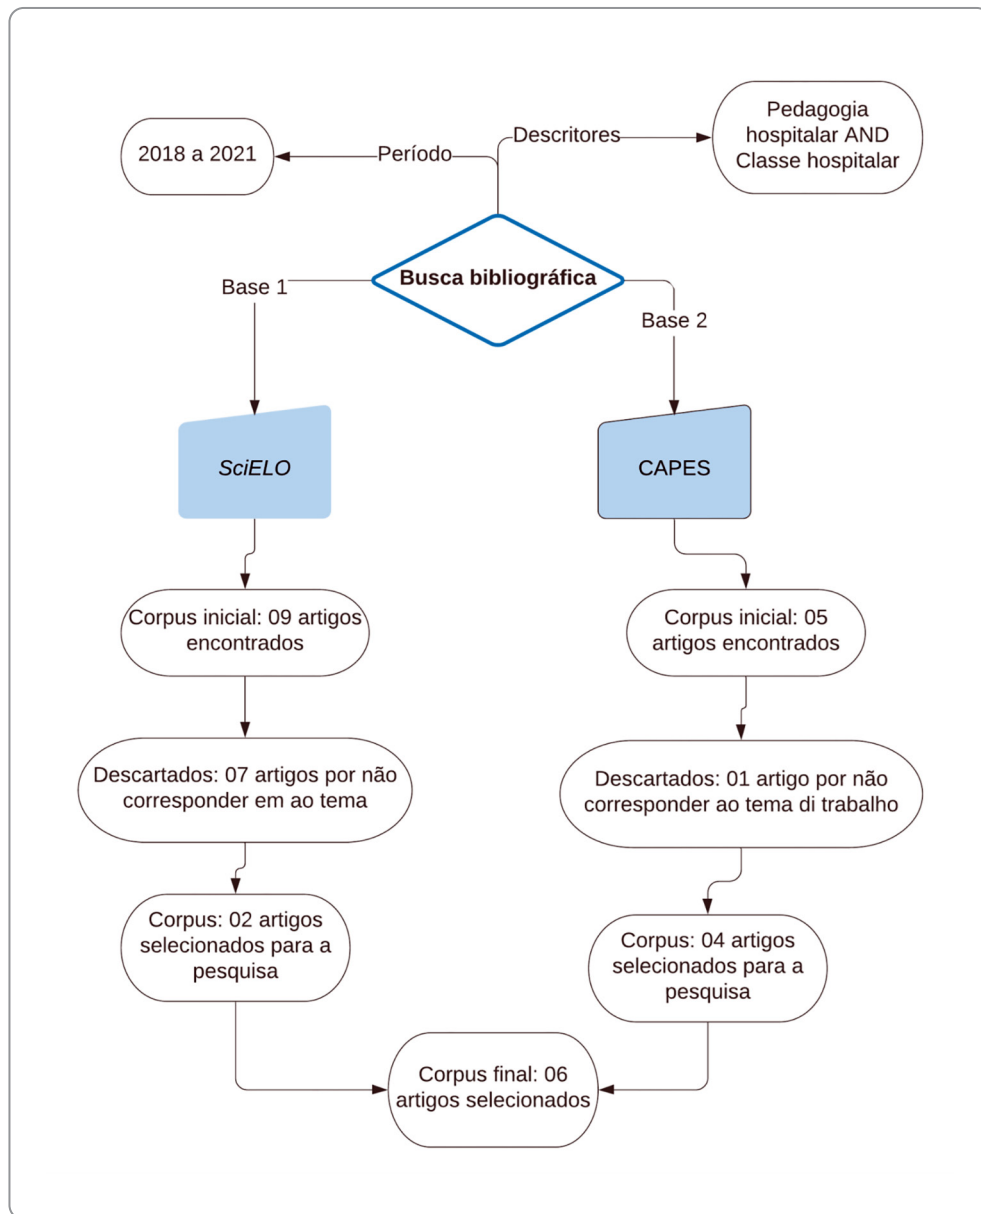 Pedagogia
hospitalar AND
Classe hospitalar
Descritores
Período
2018 a 2021
Busca bibliográfica
Base 1
Base 2
SciELO
CAPES
Corpus inicial: 09 artigos
encontrados
Corpus inicial: 05
artigos encontrados
Descartados: 07 artigos por não
corresponder em ao tema
Descartados: 01 artigo por não
corresponder ao tema di trabalho
Corpus: 02 artigos
selecionados para a
pesquisa
Corpus: 04 artigos
selecionados para a
pesquisa
Corpus final: 06
artigos selecionados